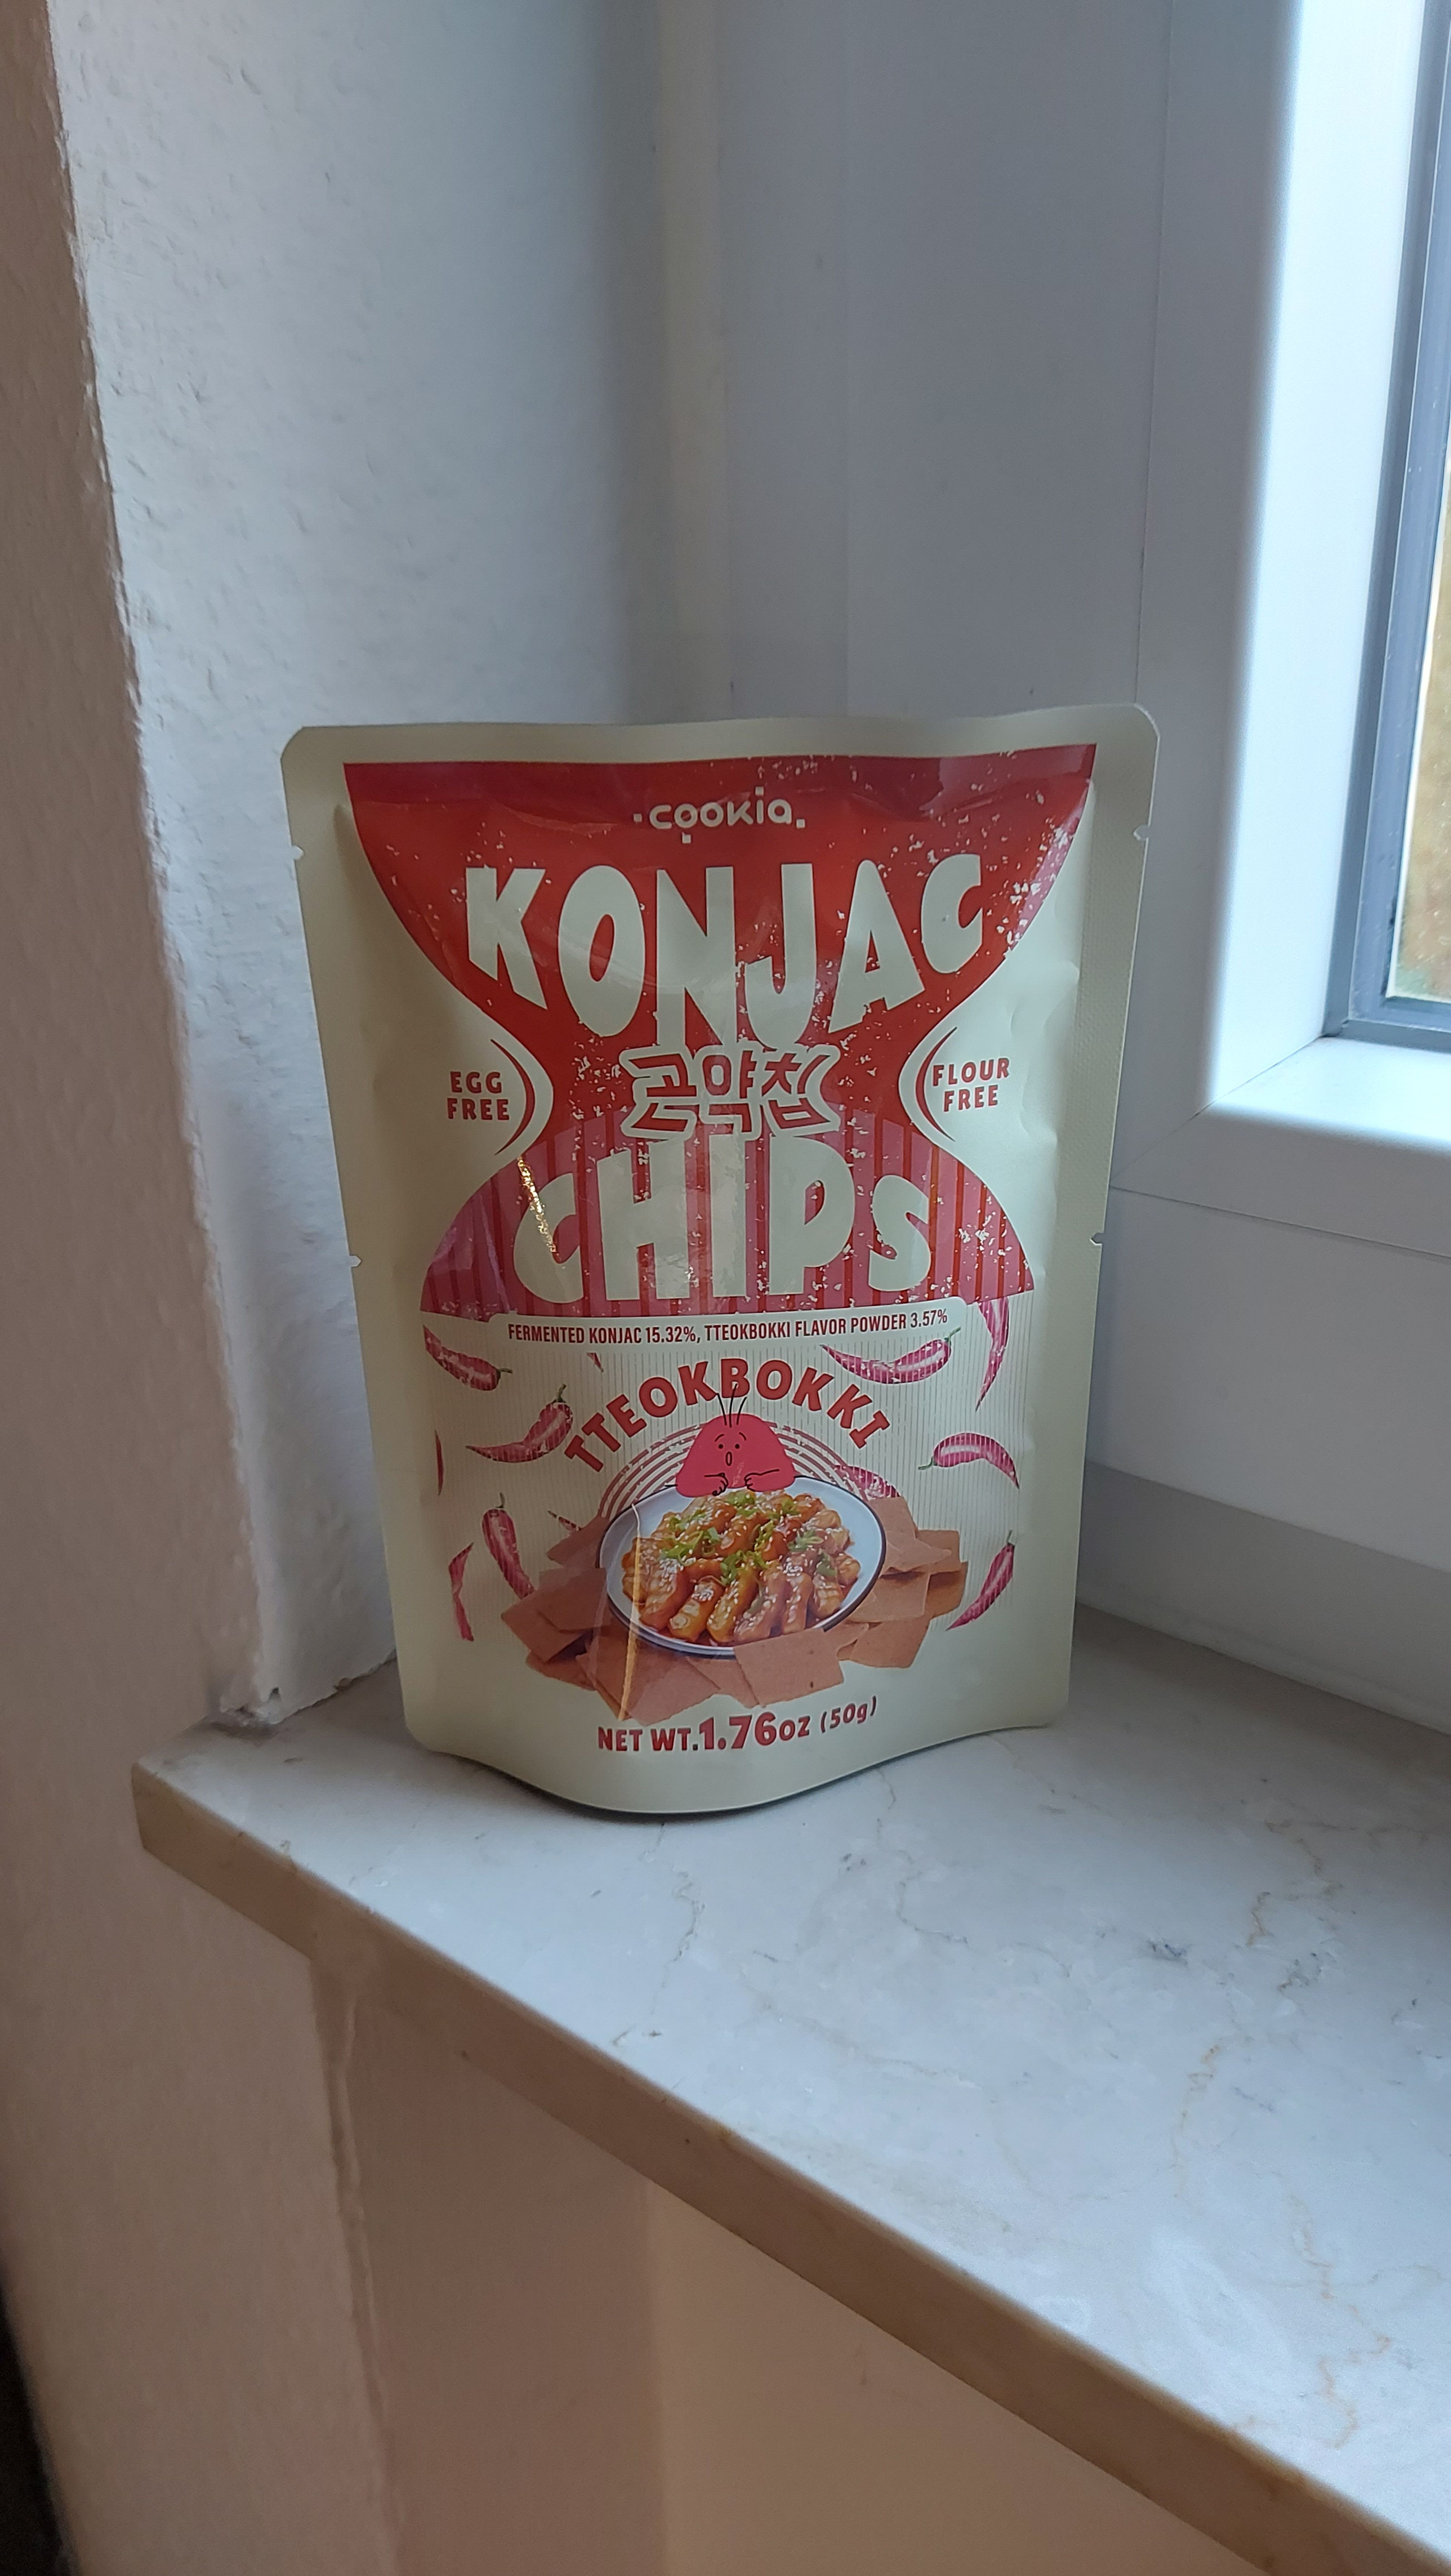 cookia
KONJAC
곤약칩
EGG
FREE
FLOUR
FREE
CHIPS
FERMENTED KONJAC 15.32%, TTEOKBOKKI FLAVOR POWDER 3.57%
TTEOKBOKKI
NET WT.1.76oz (50g)